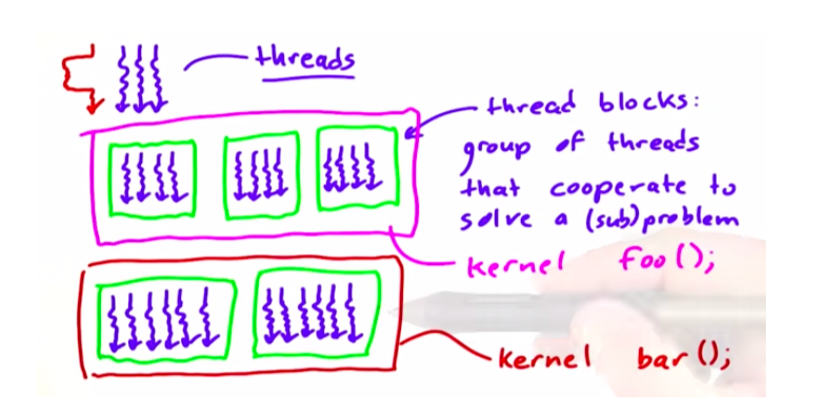 threads
thread blocks:
group of threads
that cooperate to
solve a (sub)problem
kernel foo();
kernel bar();